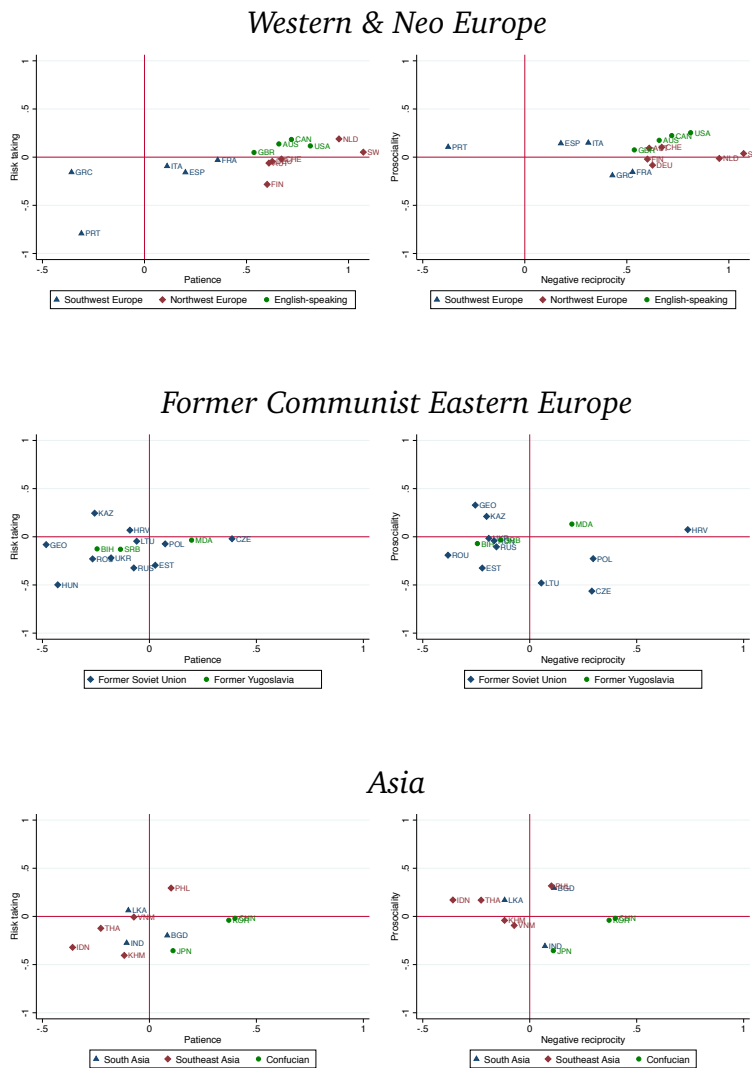 Western & Neo Europe
Risk taking
1
.5
0
-.5
-1
GRC
PRT
ITA
ESP
FRA
GBR
AUS
CAN
USA
CHE
FIN
NLD
SW
-.5
0
.5
1
Patience
Southwest Europe
Northwest Europe
English-speaking
Prosociality
1
.5
0
-.5
-1
PRT
ESP
ITA
GRC
FRA
GBR
AUS
CAN
USA
CHE
FIN
DEU
NLD
S
-.5
0
.5
1
Negative reciprocity
Southwest Europe
Northwest Europe
English-speaking
Former Communist Eastern Europe
Risk taking
1
.5
0
-.5
-1
KAZ
HRV
GEO
LTU
POL
MDA
CZE
BIH
SRB
UKR
RUS
EST
HUN
-.5
0
.5
1
Patience
Former Soviet Union
Former Yugoslavia
Prosociality
1
.5
0
-.5
-1
GEO
KAZ
MDA
HRV
BIH
RUS
ROU
EST
POL
LTU
CZE
-.5
0
.5
1
Negative reciprocity
Former Soviet Union
Former Yugoslavia
Asia
Risk taking
1
.5
0
-.5
-1
PHL
LKA
VNM
THA
CHN
KOR
BGD
IND
IDN
KHM
JPN
-.5
0
.5
1
Patience
South Asia
Southeast Asia
Confucian
Prosociality
1
.5
0
-.5
-1
IDN
THA
LKA
PHL
BGD
KHM
VNM
CHN
KOR
IND
JPN
-.5
0
.5
1
Negative reciprocity
South Asia
Southeast Asia
Confucian